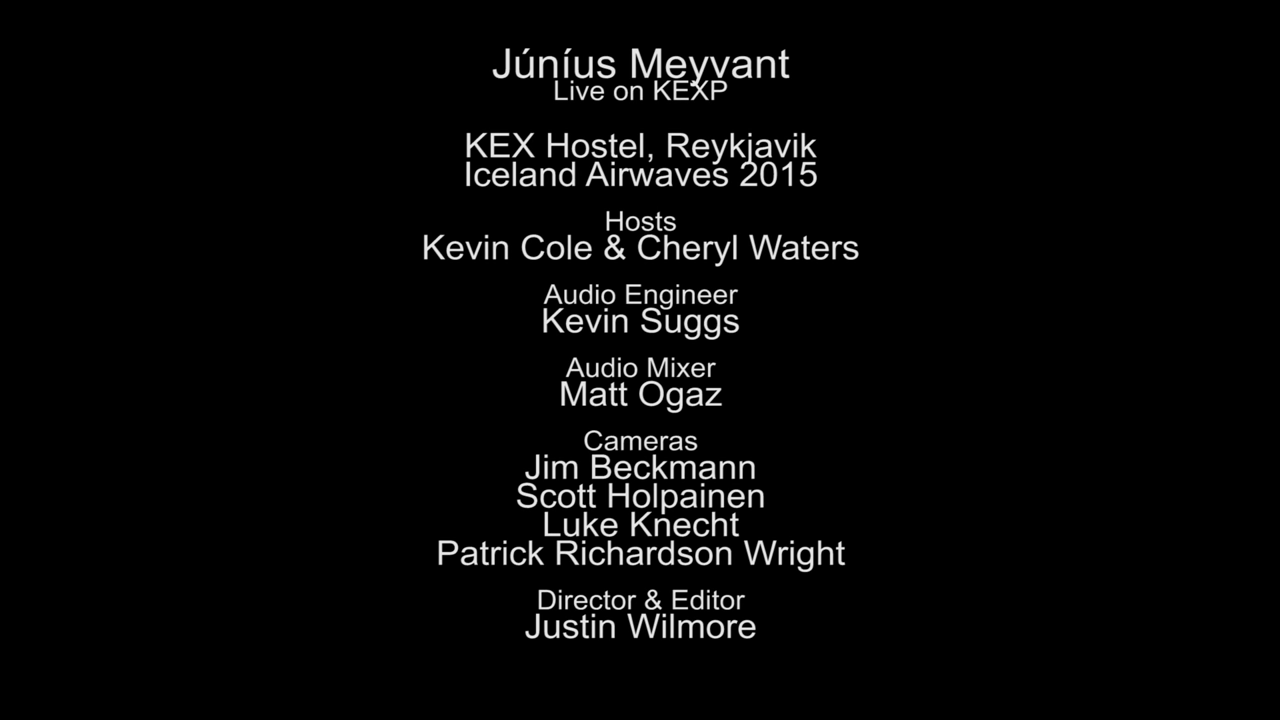 Júníus Meyvant
Live on KEXP
KEX Hostel, Reykjavik
Iceland Airwaves 2015
Hosts
Kevin Cole & Cheryl Waters
Audio Engineer
Kevin Suggs
Audio Mixer
Matt Ogaz
Cameras
Jim Beckmann
Scott Holpainen
Luke Knecht
Patrick Richardson Wright
Director & Editor
Justin Wilmore